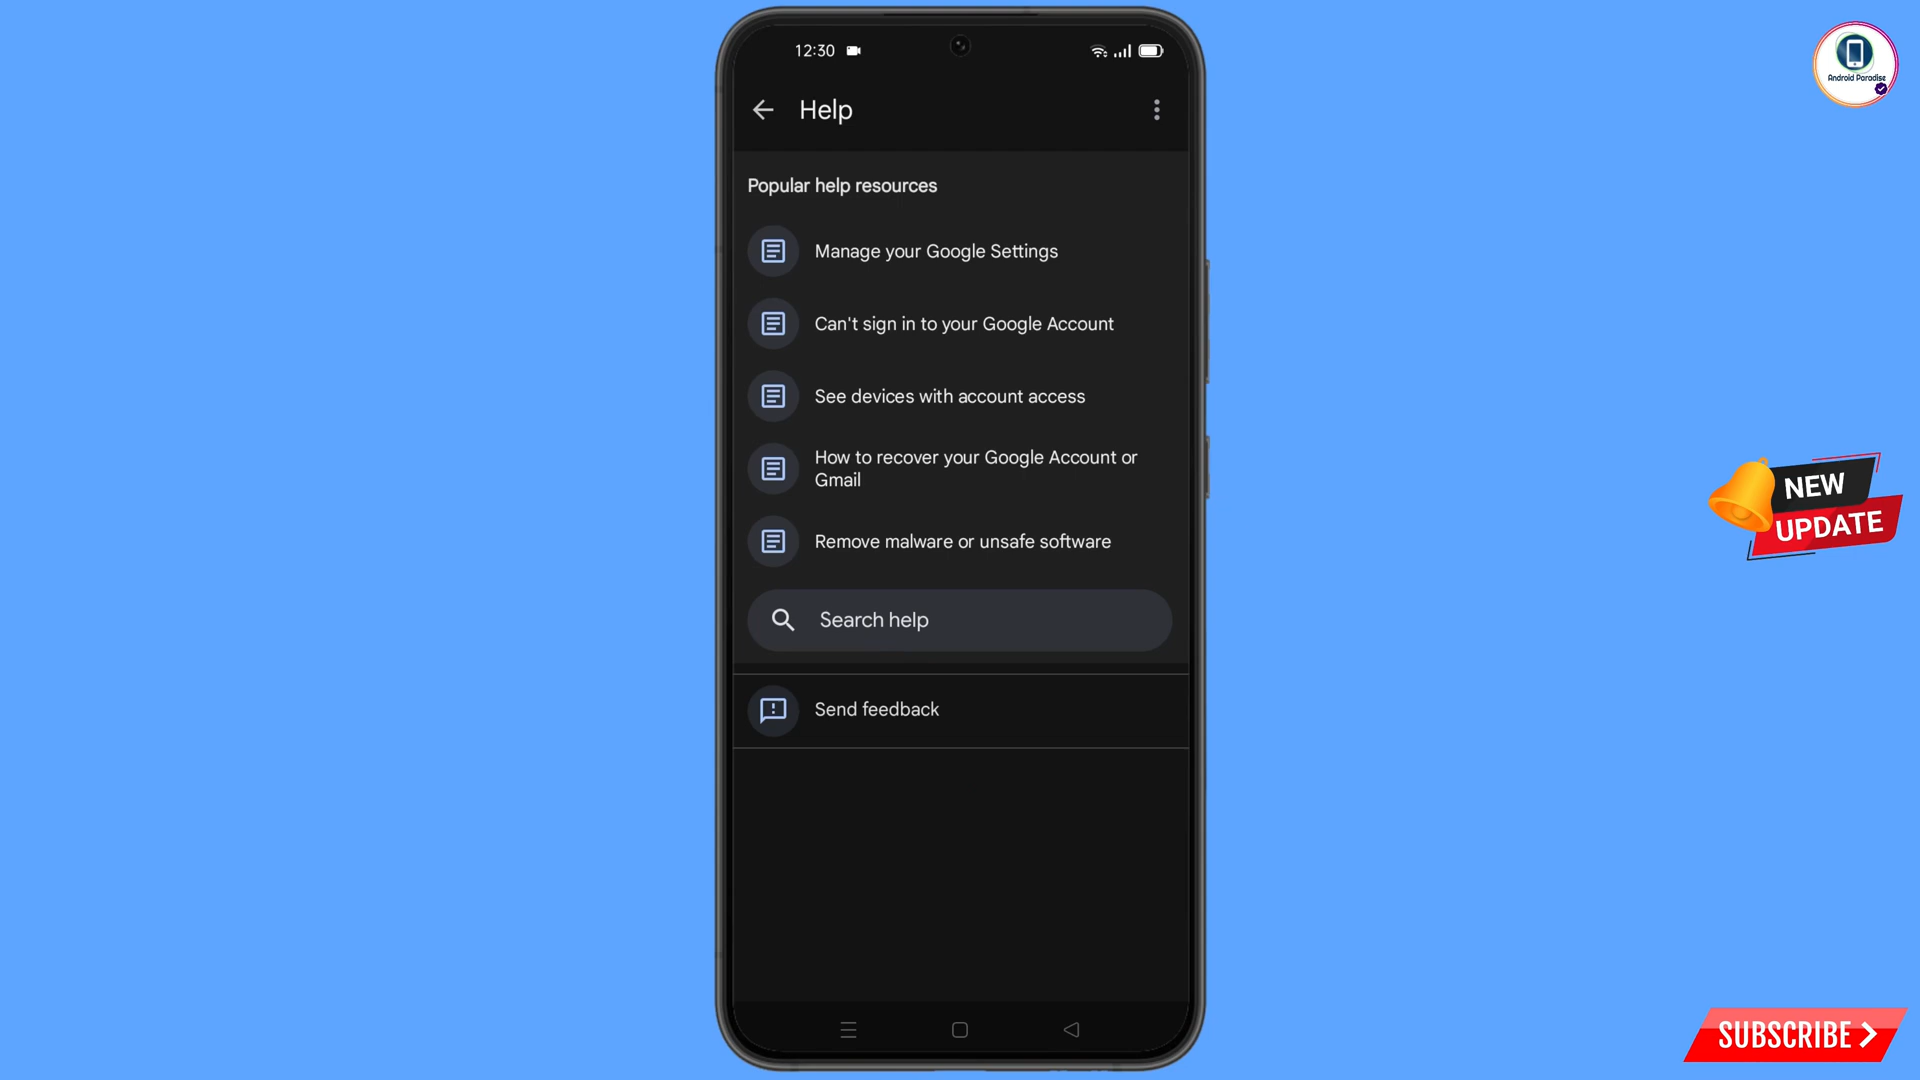 12:30
Android Paradise
Help
Popular help resources
Manage your Google Settings
Can't sign in to your Google Account
See devices with account access
How to recover your Google Account or
Gmail
Remove malware or unsafe software
Search help
Send feedback
NEW
UPDATE
SUBSCRIBE